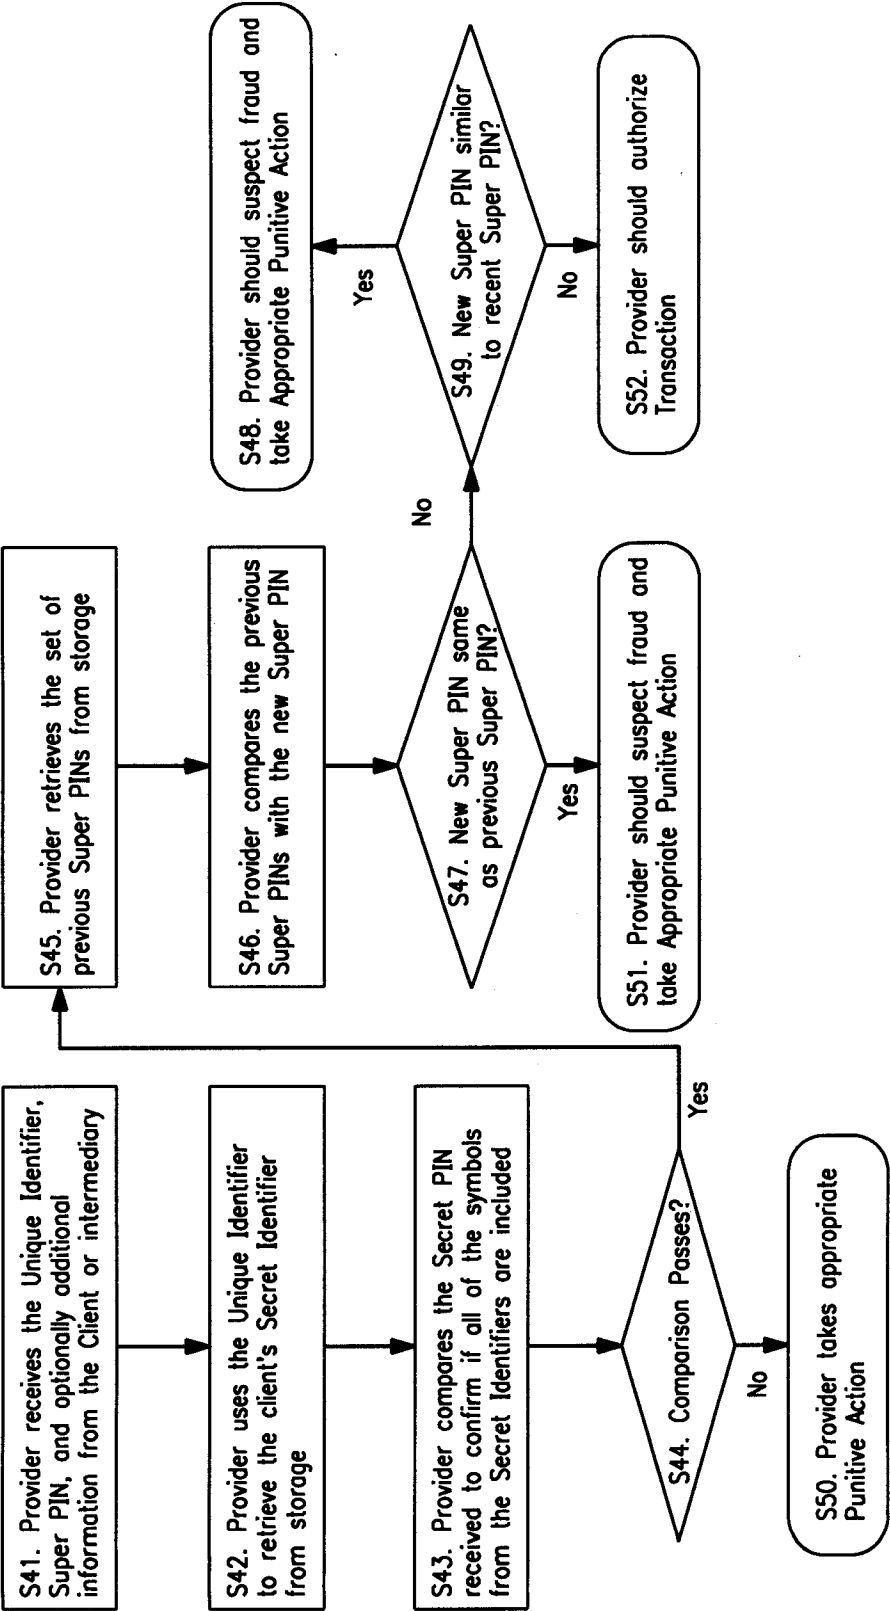 S41. Provider receives the Unique Identifier,
Super PIN, and optionally additional
information from the Client or intermediary
S42. Provider uses the Unique Identifier
to retrieve the client's Secret Identifier
from storage
S43. Provider compares the Secret PIN
received to confirm if all of the symbols
from the Secret Identifiers are included
S44. Comparison Passes?
Yes
No
S50. Provider takes appropriate
Punitive Action
S45. Provider retrieves the set of
previous Super PINs from storage
S46. Provider compares the previous
Super PINs with the new Super PIN
S47. New Super PIN same
as previous Super PIN?
No
Yes
S51. Provider should suspect fraud and
take Appropriate Punitive Action
S48. Provider should suspect fraud and
take Appropriate Punitive Action
Yes
S49. New Super PIN similar
to recent Super PIN?
No
S52. Provider should authorize
Transaction